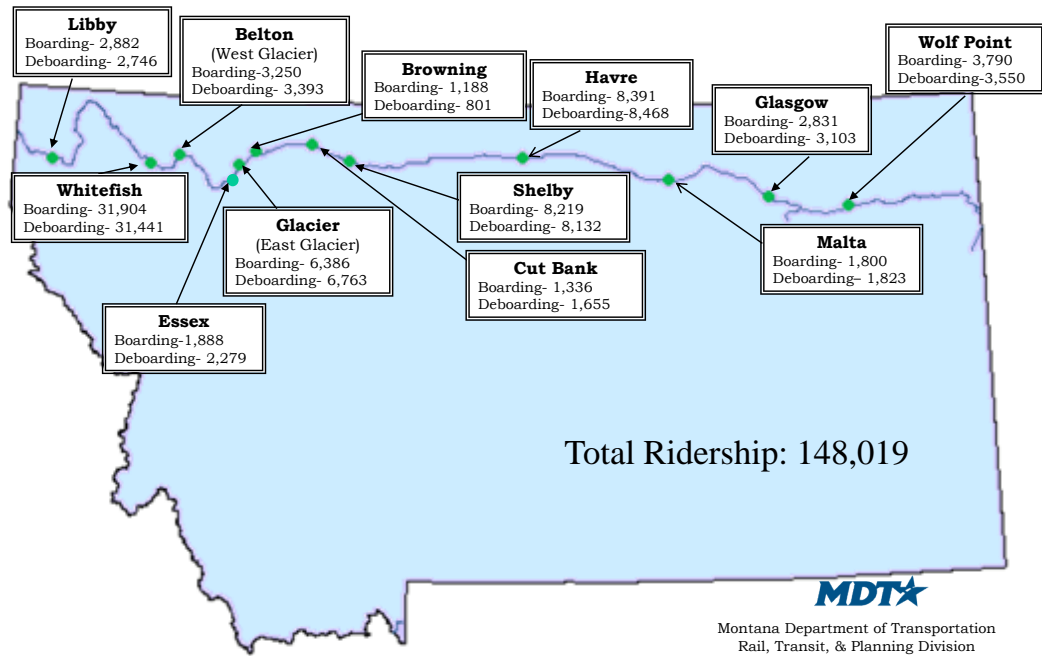 Libby
Boarding- 2,882
Deboarding- 2,746
Belton
(West Glacier)
Boarding-3,250
Deboarding- 3,393
Browning
Boarding- 1,188
Deboarding- 801
Havre
Boarding- 8,391
Deboarding-8,468
Glasgow
Boarding- 2,831
Deboarding- 3,103
Wolf Point
Boarding- 3,790
Deboarding-3,550
Whitefish
Boarding- 31,904
Deboarding- 31,441
Glacier
(East Glacier)
Boarding- 6,386
Deboarding- 6,763
Shelby
Boarding- 8,219
Deboarding- 8,132
Cut Bank
Boarding- 1,336
Deboarding- 1,655
Malta
Boarding- 1,800
Deboarding– 1,823
Essex
Boarding-1,888
Deboarding- 2,279
Total Ridership: 148,019
MDT
Montana Department of Transportation
Rail, Transit, & Planning Division